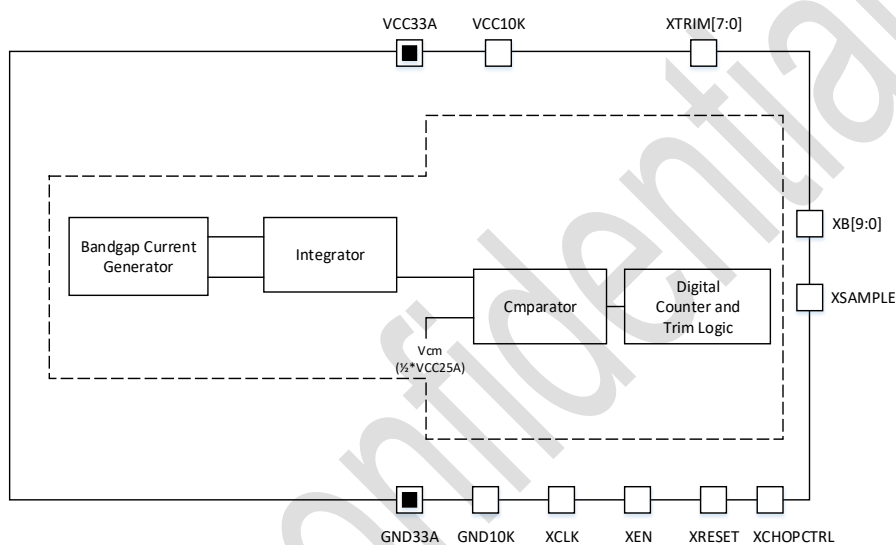 VCC33A VCC10K XTRIM[7:0]
Bandgap Current
Generator
Integrator
Cmparator
Digital
Counter and
Trim Logic
Vcm
(½*VCC25A)
XB[9:0]
XSAMPLE
GND33A GND10K XCLK XEN XRESET XCHOPCTRL
onfidential